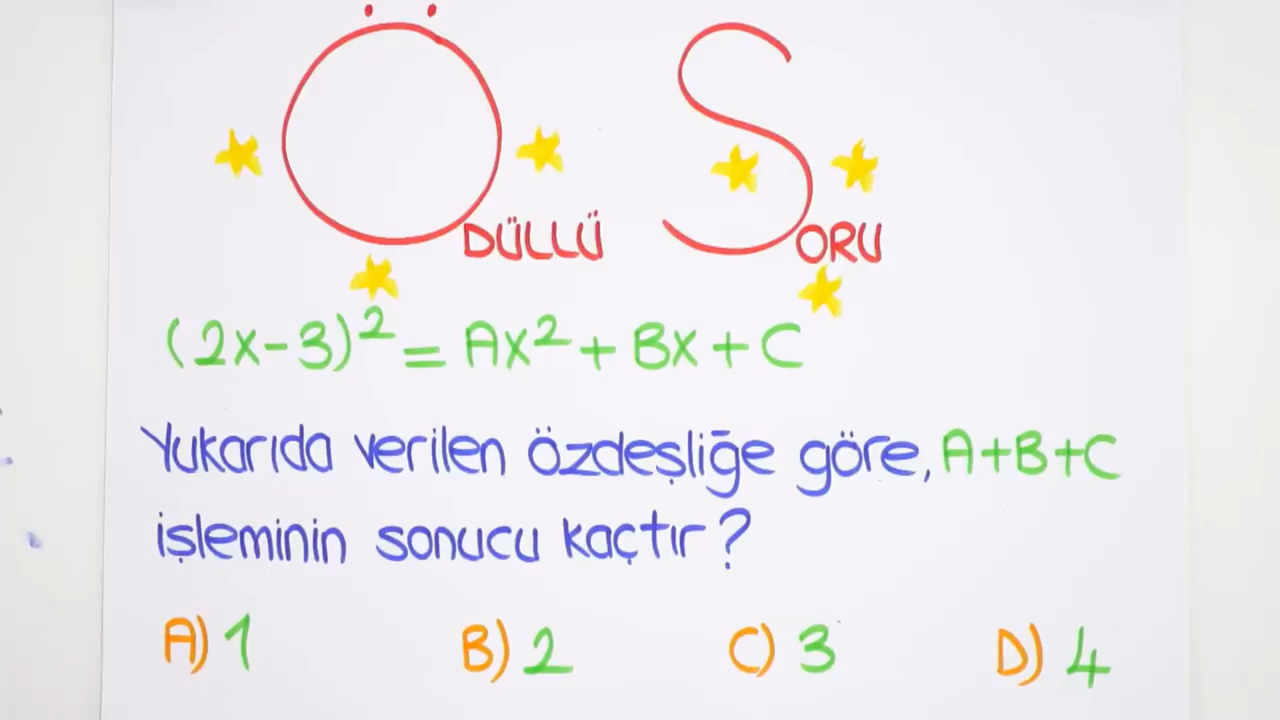 ÖDÜLLÜ SORU
(2x-3)² = Ax² + Bx + C
Yukarıda verilen özdeşliğe göre, A+B+C
işleminin sonucu kaçtır?
A) 1 B) 2 C) 3 D) 4